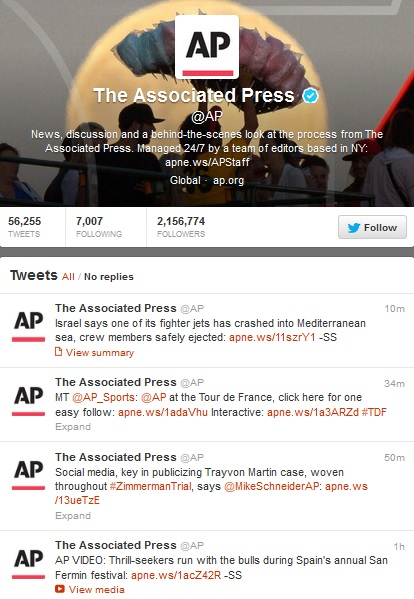 AP
The Associated Press
@AP
News, discussion and a behind-the-scenes look at the process from The
Associated Press. Managed 24/7 by a team of editors based in NY:
apne.ws/APStaff
Global · ap.org
56,255 7,007 2,156,774
TWEETS FOLLOWING FOLLOWERS
Follow
Tweets All / No replies
AP
The Associated Press @AP 10m
Israel says one of its fighter jets has crashed into Mediterranean
sea, crew members safely ejected: apne.ws/11szrY1 -SS
View summary
AP
The Associated Press @AP 34m
MT @AP_Sports: @AP at the Tour de France, click here for one
easy follow: apne.ws/1adaVhu Interactive: apne.ws/1a3ARZd #TDF
Expand
AP
The Associated Press @AP 50m
Social media, key in publicizing Trayvon Martin case, woven
throughout #ZimmermanTrial, says @MikeSchneiderAP: apne.ws
/13ueTzE
Expand
AP
The Associated Press @AP 1h
AP VIDEO: Thrill-seekers run with the bulls during Spain's annual San
Fermin festival: apne.ws/1acZ42R -SS
View media